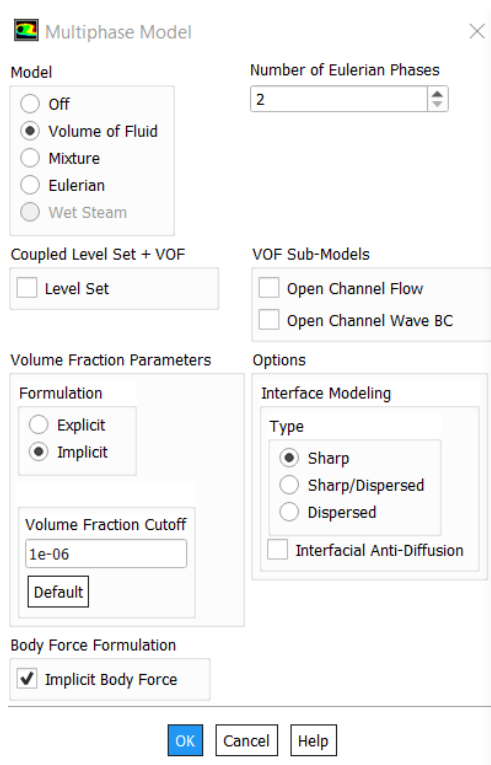 Multiphase Model
Model
Off
Volume of Fluid
Mixture
Eulerian
Wet Steam
Number of Eulerian Phases
2
Coupled Level Set + VOF
Level Set
VOF Sub-Models
Open Channel Flow
Open Channel Wave BC
Volume Fraction Parameters
Formulation
Explicit
Implicit
Volume Fraction Cutoff
1e-06
Default
Options
Interface Modeling
Type
Sharp
Sharp/Dispersed
Dispersed
Interfacial Anti-Diffusion
Body Force Formulation
Implicit Body Force
OK Cancel Help